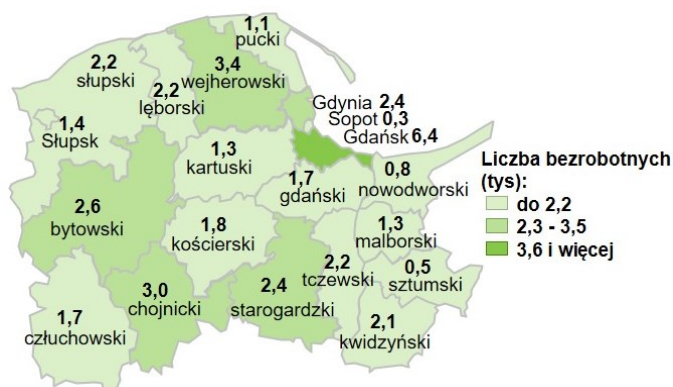 1,1
pucki
2,2
słupski
3,4
wejherowski
2,2
lęborski
Gdynia 2,4
Sopot 0,3
Gdańsk 6,4
1,4
Słupsk
1,3
kartuski
1,7
gdański
0,8
nowodworski
2,6
bytowski
1,8
kościerski
1,3
malborski
3,0
chojnicki
2,4
starogardzki
2,2
tczewski
0,5
sztumski
1,7
człuchowski
2,1
kwidzyński
Liczba bezrobotnych
(tys):
do 2,2
2,3 - 3,5
3,6 i więcej